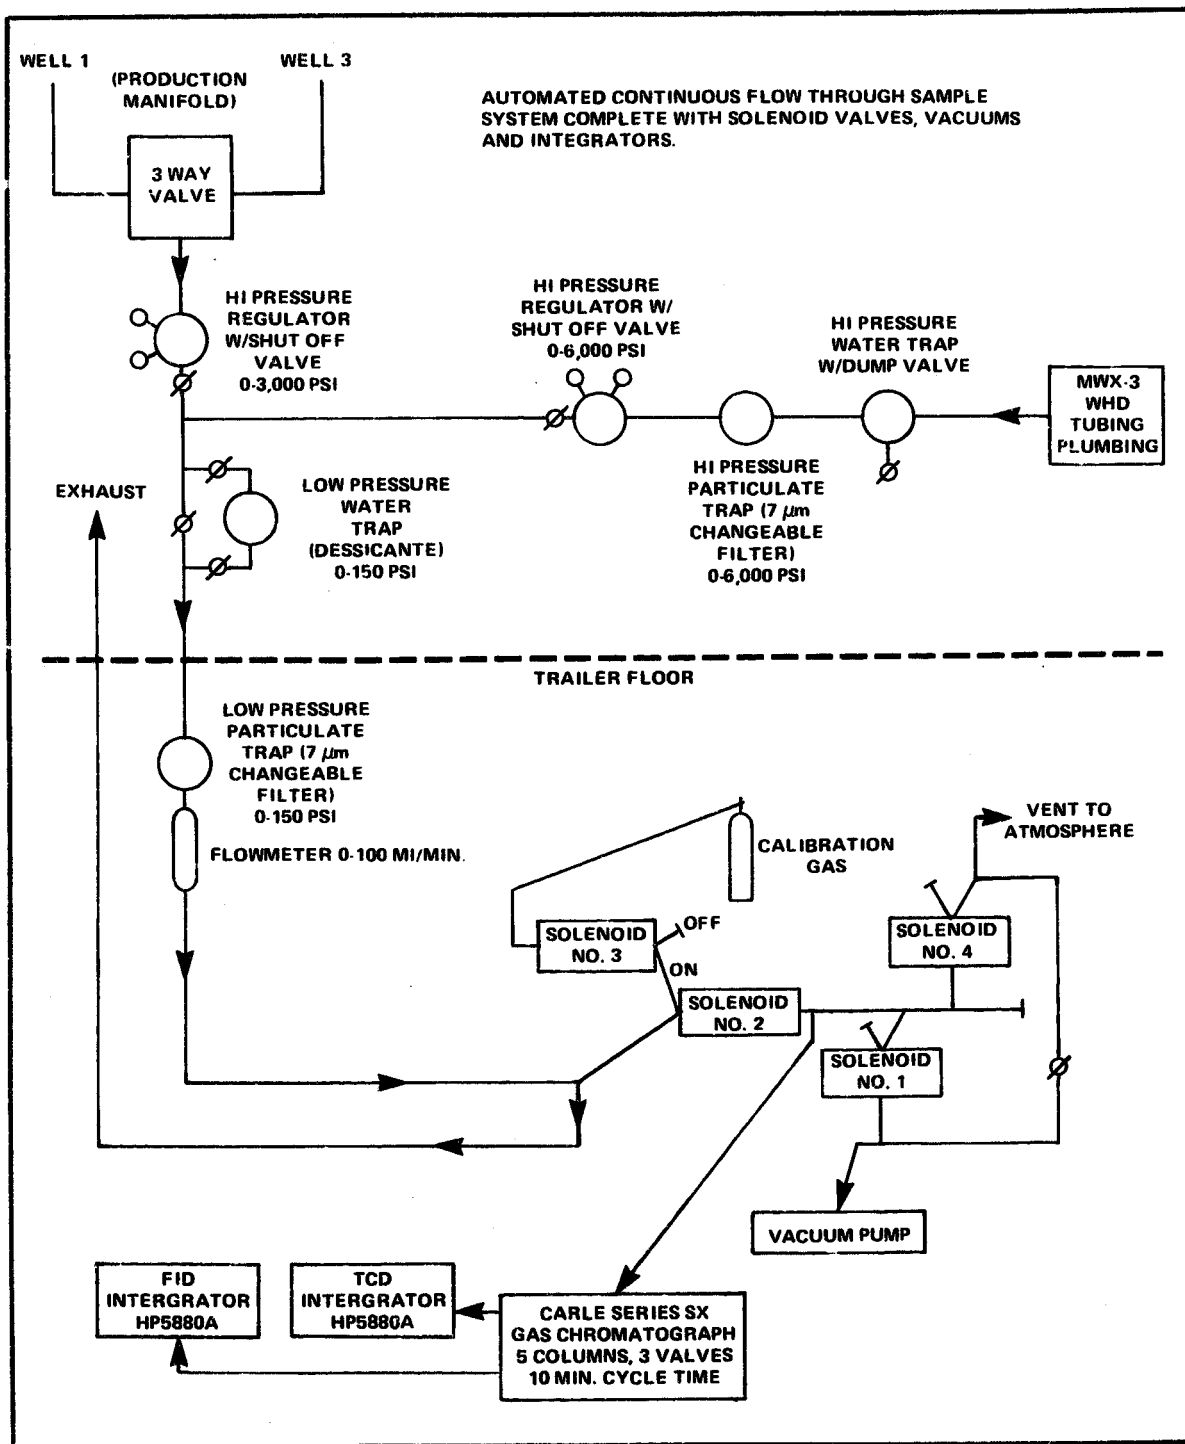 WELL 1
(PRODUCTION
MANIFOLD)
WELL 3
AUTOMATED CONTINUOUS FLOW THROUGH SAMPLE
SYSTEM COMPLETE WITH SOLENOID VALVES, VACUUMS
AND INTEGRATORS.
3 WAY
VALVE
HI PRESSURE
REGULATOR
W/SHUT OFF
VALVE
0-3,000 PSI
HI PRESSURE
REGULATOR W/
SHUT OFF VALVE
0-6,000 PSI
HI PRESSURE
WATER TRAP
W/DUMP VALVE
MWX-3
WHD
TUBING
PLUMBING
EXHAUST
LOW PRESSURE
WATER
TRAP
(DESSICANTE)
0-150 PSI
HI PRESSURE
PARTICULATE
TRAP (7 μm
CHANGEABLE
FILTER)
0-6,000 PSI
TRAILER FLOOR
LOW PRESSURE
PARTICULATE
TRAP (7 μm
CHANGEABLE
FILTER)
0-150 PSI
FLOWMETER 0-100 MI/MIN.
CALIBRATION
GAS
VENT TO
ATMOSPHERE
SOLENOID
NO. 3
OFF
ON
SOLENOID
NO. 4
SOLENOID
NO. 2
SOLENOID
NO. 1
VACUUM PUMP
FID
INTERGRATOR
HP5880A
TCD
INTERGRATOR
HP5880A
CARLE SERIES SX
GAS CHROMATOGRAPH
5 COLUMNS, 3 VALVES
10 MIN. CYCLE TIME